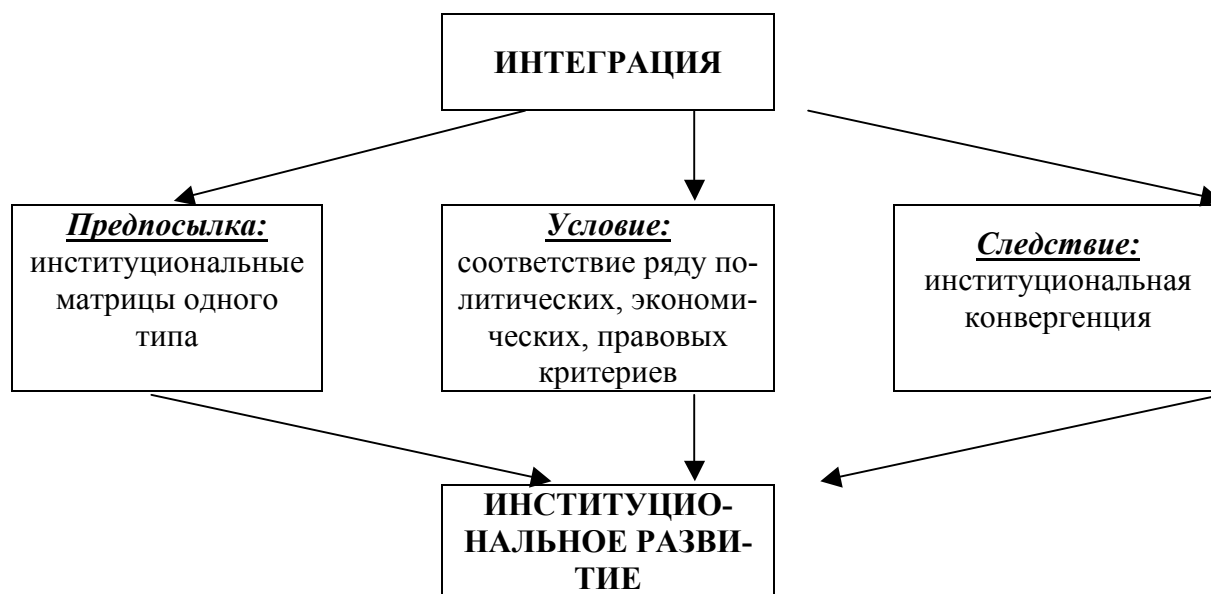 ИНТЕГРАЦИЯ
Предпосылка:
институциональные
матрицы одного
типа
Условие:
соответствие ряду по-
литических, экономи-
ческих, правовых
критериев
Следствие:
институциональная
конвергенция
ИНСТИТУЦИО-
НАЛЬНОЕ РАЗВИ-
ТИЕ